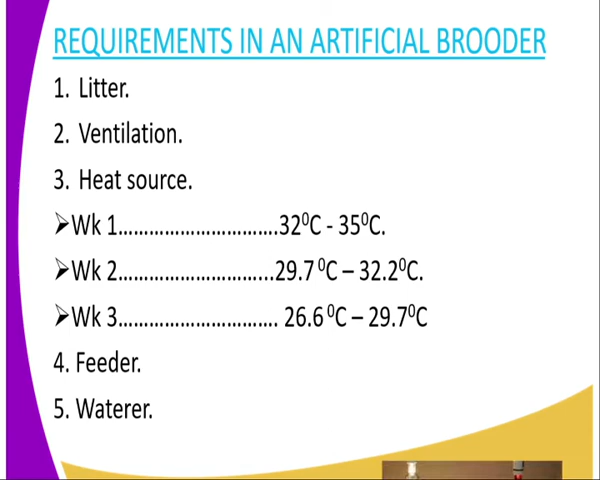 REQUIREMENTS IN AN ARTIFICIAL BROODER
1. Litter.
2. Ventilation.
3. Heat source.
➢Wk 1………………………….32⁰C - 35⁰C.
➢Wk 2………………………...29.7 ⁰C – 32.2⁰C.
➢Wk 3…………………………. 26.6 ⁰C – 29.7⁰C
4. Feeder.
5. Waterer.